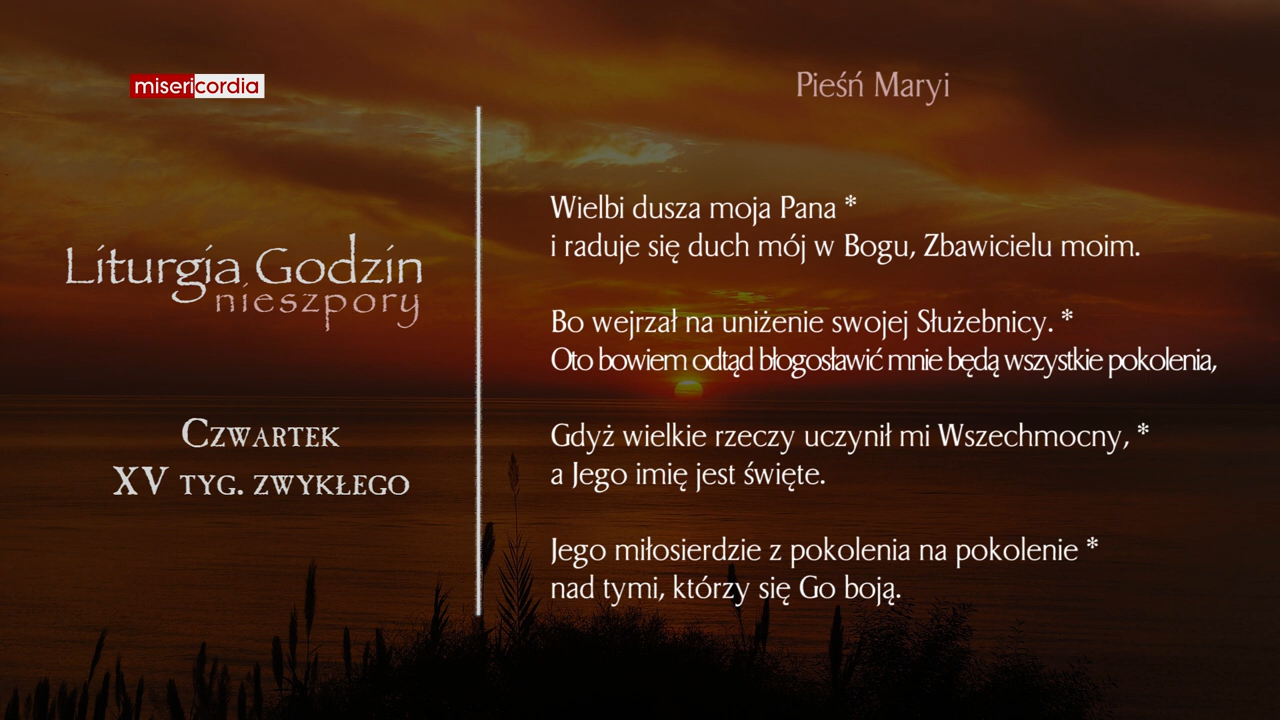 misericordia
Liturgia Godzin
nieszpory
Czwartek
XV tyg. zwykłego
Pieśń Maryi
Wielbi dusza moja Pana *
i raduje się duch mój w Bogu, Zbawicielu moim.
Bo wejrzał na uniżenie swojej Służebnicy. *
Oto bowiem odtąd błogosławić mnie będą wszystkie pokolenia,
Gdyż wielkie rzeczy uczynił mi Wszechmocny, *
a Jego imię jest święte.
Jego miłosierdzie z pokolenia na pokolenie *
nad tymi, którzy się Go boją.